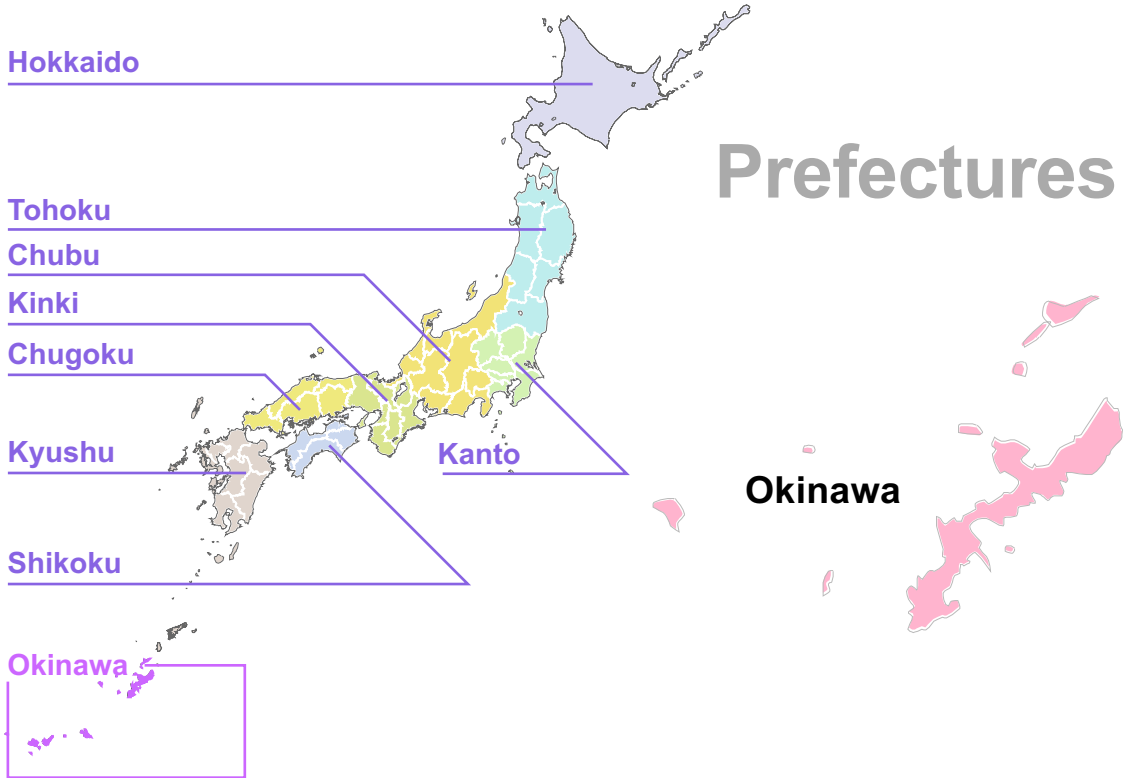 Hokkaido
Prefectures
Tohoku
Chubu
Kinki
Chugoku
Kyushu
Kanto
Okinawa
Shikoku
Okinawa